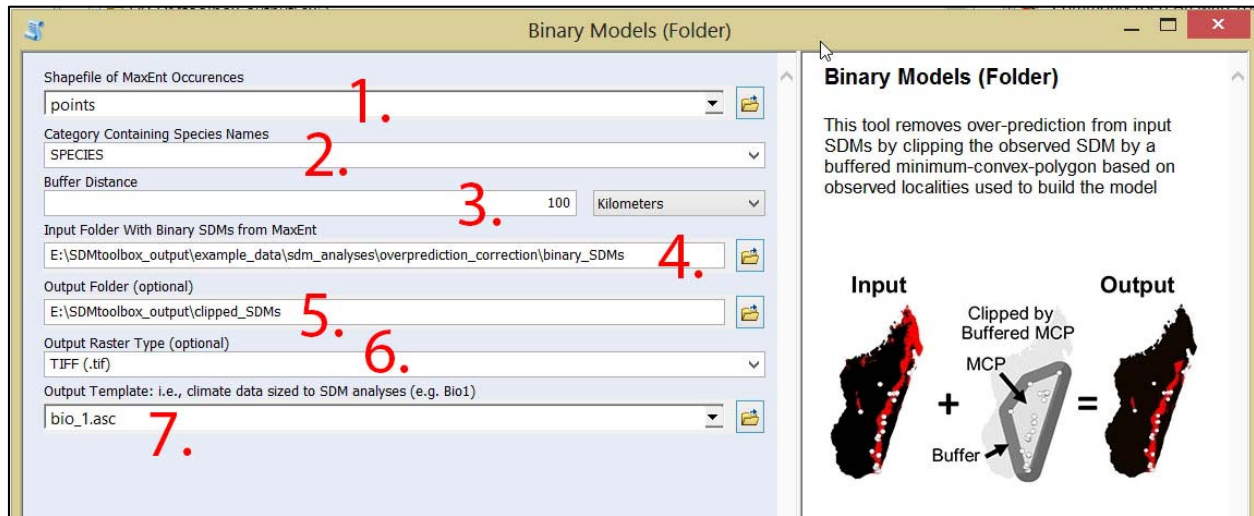 Binary Models (Folder)
Shapefile of MaxEnt Occurences
points
1.
Category Containing Species Names
SPECIES
2.
Buffer Distance
100 Kilometers
3.
Input Folder With Binary SDMs from MaxEnt
E:\SDMtoolbox_output\example_data\sdm_analyses\overprediction_correction\binary_SDMs
4.
Output Folder (optional)
E:\SDMtoolbox_output\clipped_SDMs
5.
Output Raster Type (optional)
6.
TIFF (.tif)
Output Template: i.e., climate data sized to SDM analyses (e.g. Bio1)
bio_1.asc
7.
Binary Models (Folder)
This tool removes over-prediction from input
SDMs by clipping the observed SDM by a
buffered minimum-convex-polygon based on
observed localities used to build the model
Input
Output
Clipped by
Buffered MCP
MCP
+
=
Buffer